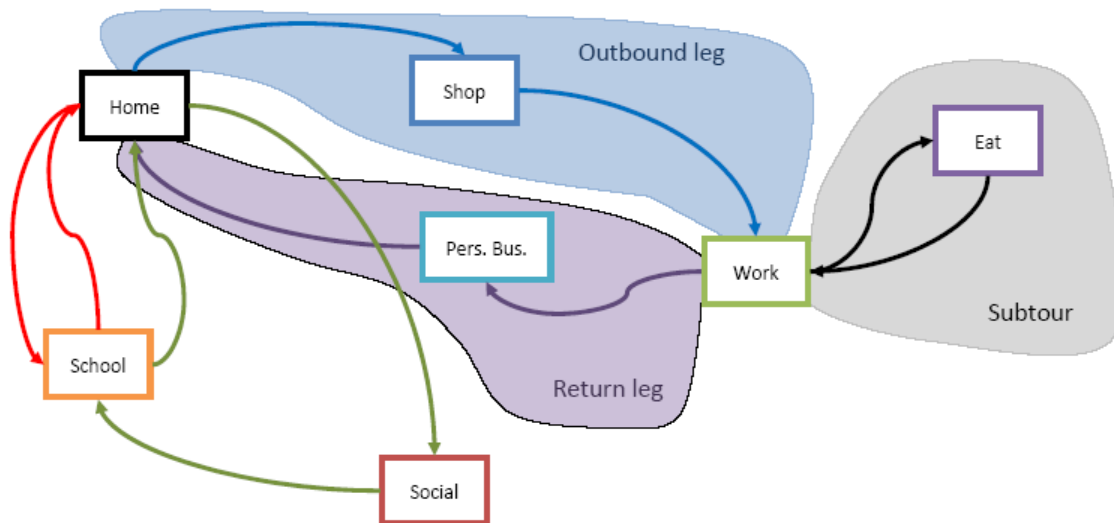 Outbound leg
Shop
Home
Eat
Pers. Bus.
Work
Subtour
School
Return leg
Social